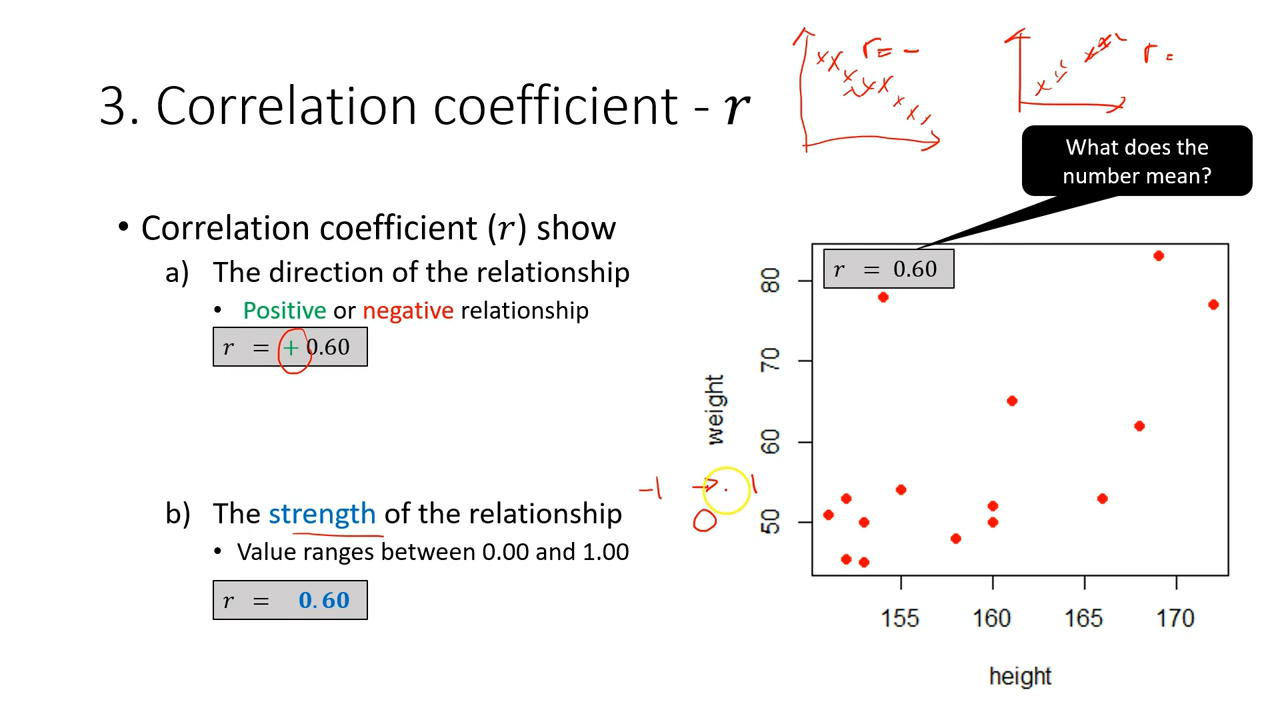 3. Correlation coefficient - r
r = -
r =
What does the
number mean?
• Correlation coefficient (r) show
a) The direction of the relationship
• Positive or negative relationship
r = + 0.60
b) The strength of the relationship
• Value ranges between 0.00 and 1.00
r = 0.60
-1 → 1
0
r = 0.60
weight
80
70
60
50
155 160 165 170
height